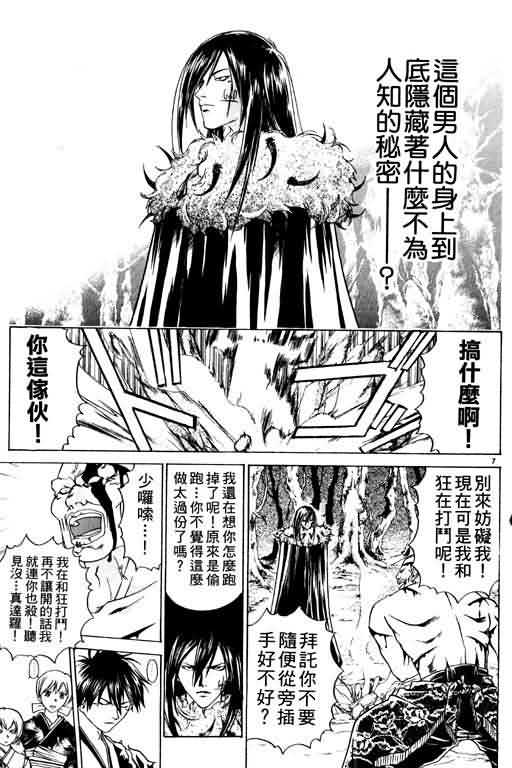 這個男人的身上到
底隱藏著什麼不為
人知的秘密——？
搞什麼啊！
你這傢伙！
7
別來妨礙我！
現在可是我和
狂在打鬥呢！
拜託你不要
隨便從旁插
手好不好？
我還在想你怎麼跑
掉了呢！原來是偷
跑…你不覺得這麼
做太過份了嗎？
少囉嗦…！
我在和狂打鬥！
再不讓開的話我
就連你也殺！聽
見沒…真達羅！